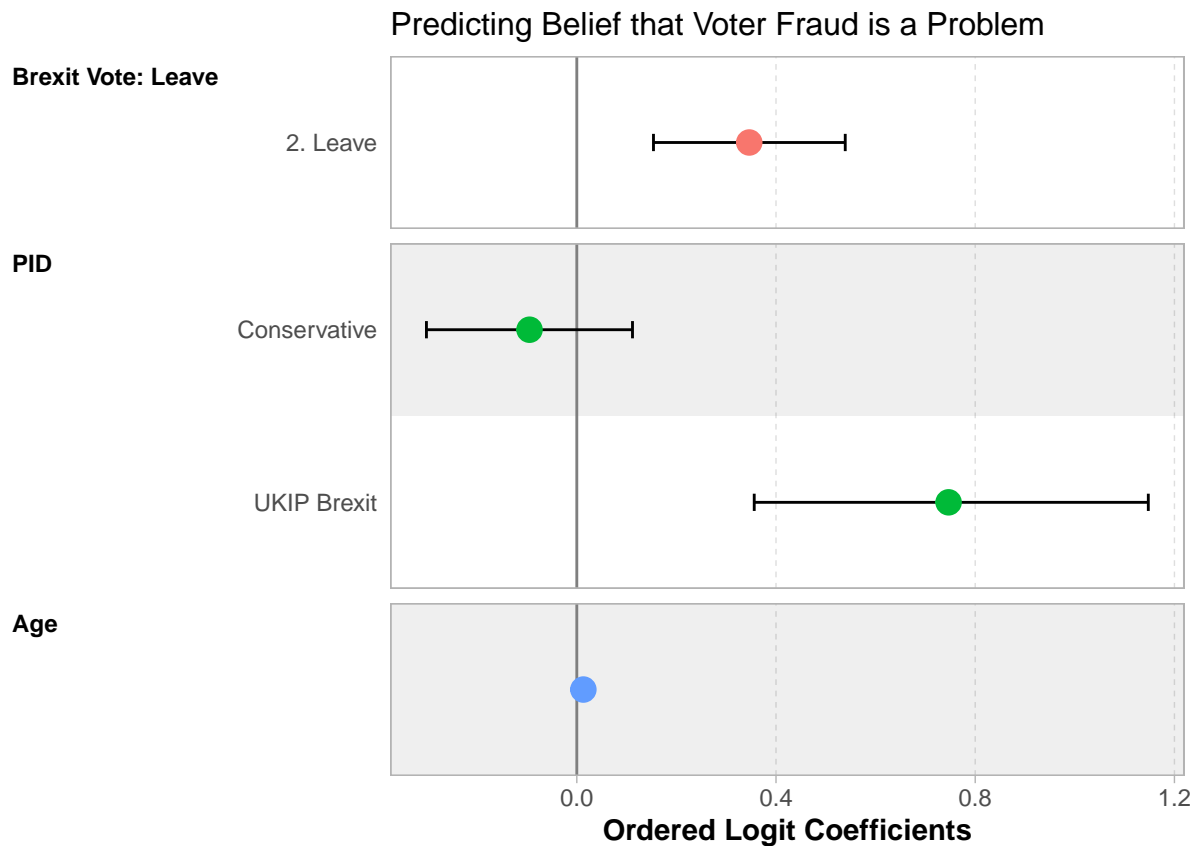 Predicting Belief that Voter Fraud is a Problem
Brexit Vote: Leave
2. Leave
PID
Conservative
UKIP Brexit
Age
0.0 0.4 0.8 1.2
Ordered Logit Coefficients